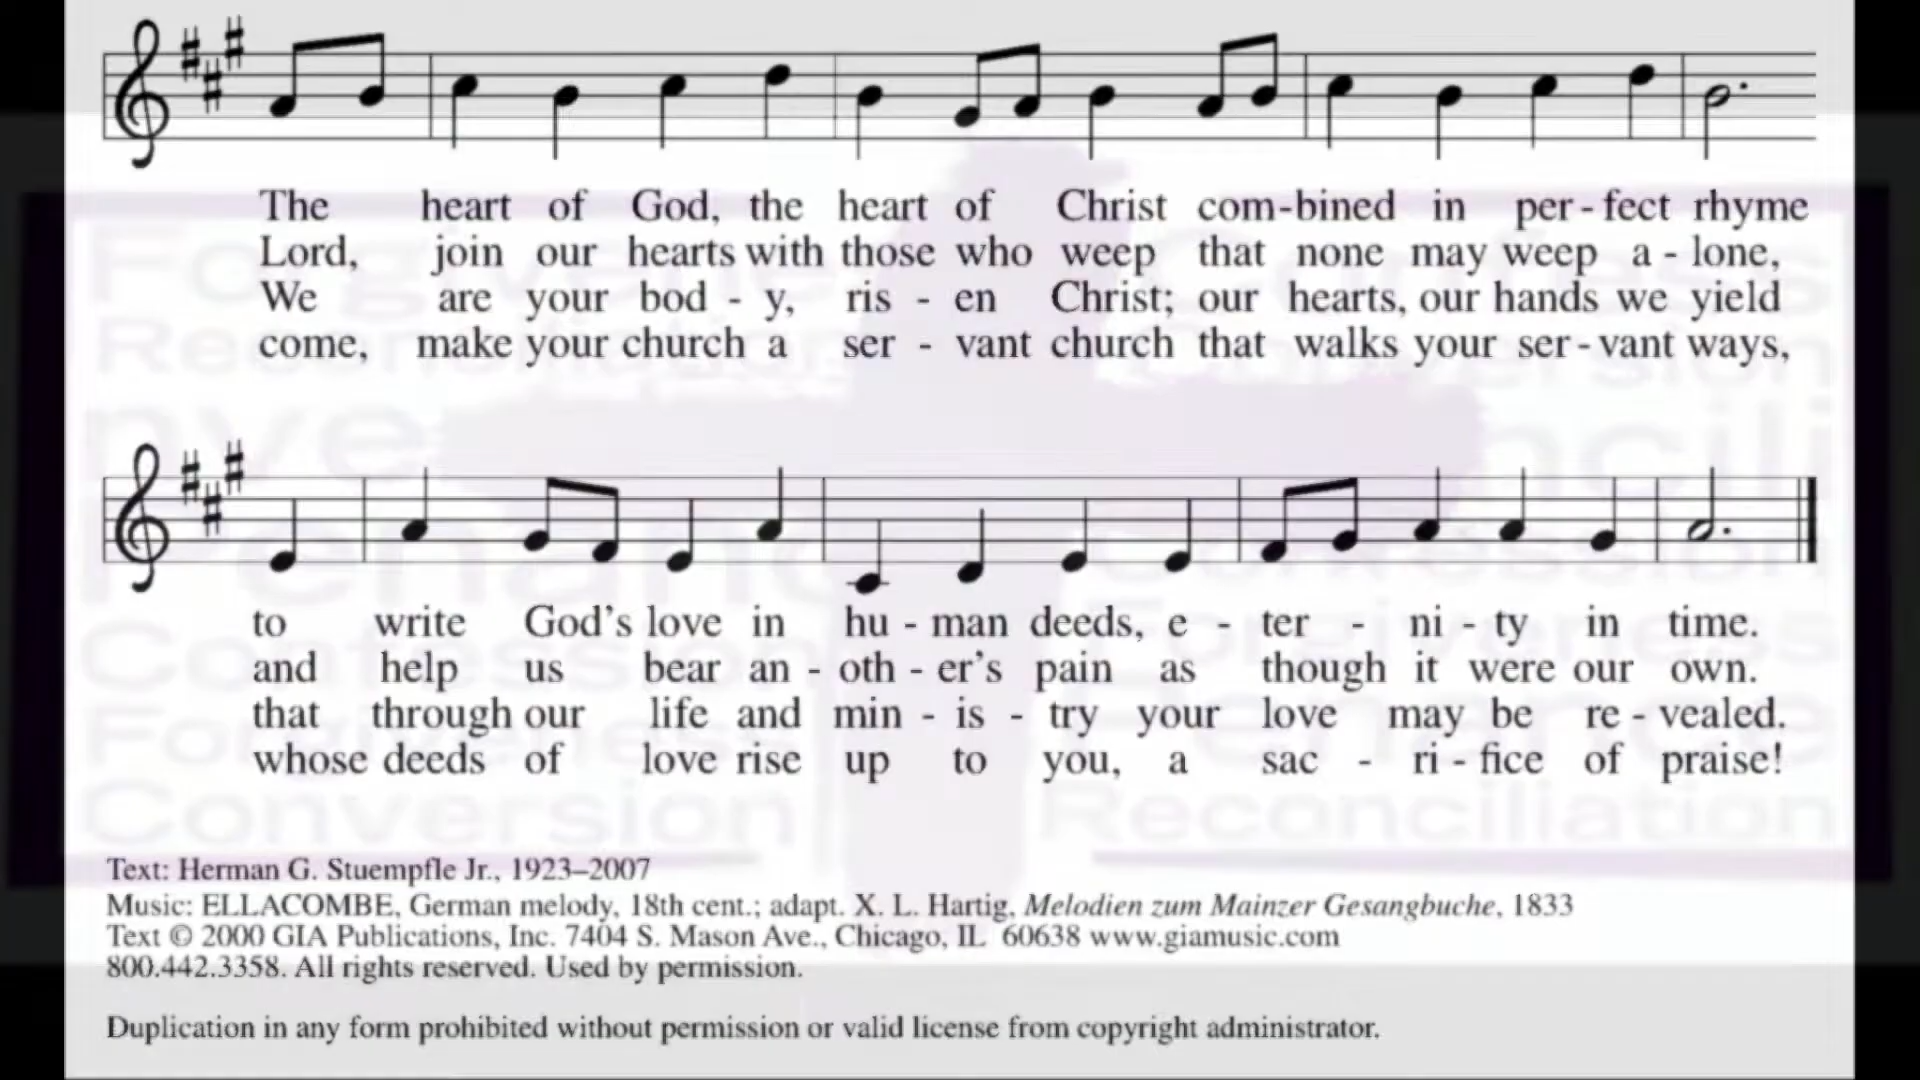 The heart of God, the heart of Christ com-bined in per-fect rhyme
Lord, join our hearts with those who weep that none may weep a - lone,
We are your bod - y, ris - en Christ; our hearts, our hands we yield
come, make your church a ser - vant church that walks your ser-vant ways,
to write God's love in hu - man deeds, e - ter - ni - ty in time.
and help us bear an - oth - er's pain as though it were our own.
that through our life and min - is - try your love may be re - vealed.
whose deeds of love rise up to you, a sac - ri - fice of praise!
Text: Herman G. Stuempfle Jr., 1923–2007
Music: ELLACOMBE, German melody, 18th cent.; adapt. X. L. Hartig, Melodien zum Mainzer Gesangbuche, 1833
Text © 2000 GIA Publications, Inc. 7404 S. Mason Ave., Chicago, IL 60638 www.giamusic.com
800.442.3358. All rights reserved. Used by permission.
Duplication in any form prohibited without permission or valid license from copyright administrator.
Confession
Forgiveness
Conversion
Reconciliation